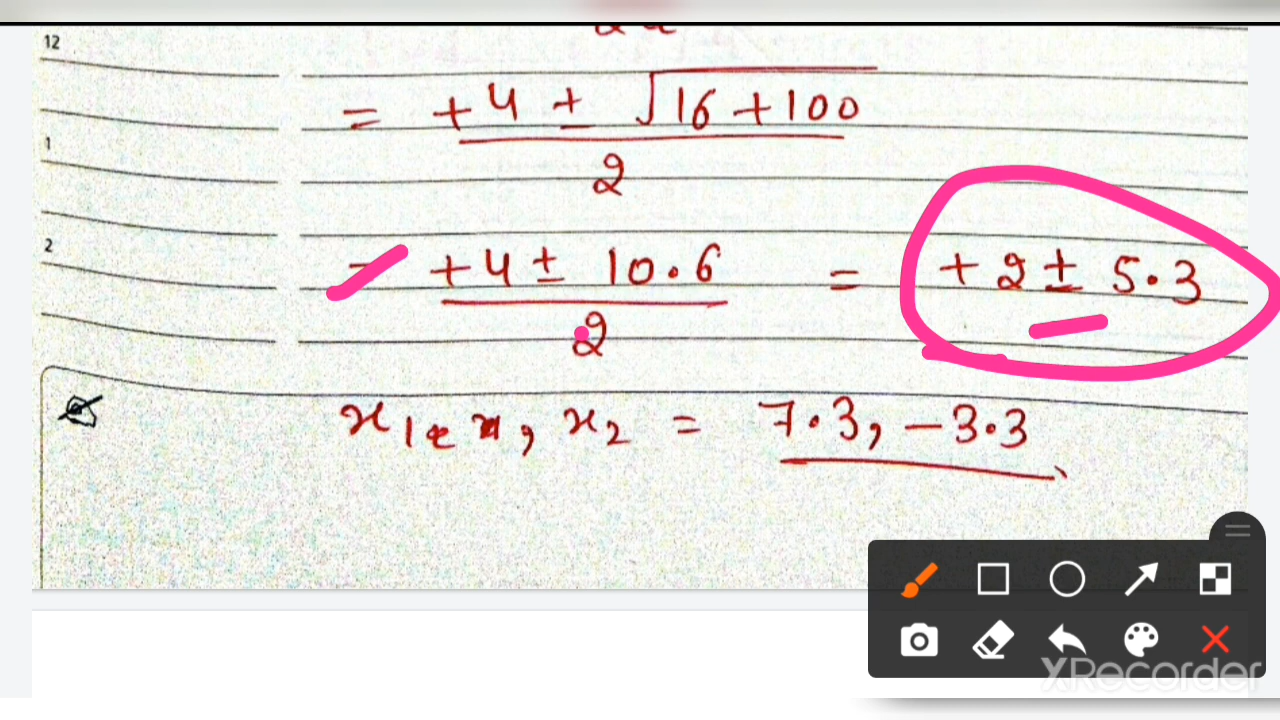 12
= +4 ± √16 +100
1
2
2
= +4 ± 10.6 = + 2 ± 5.3
2
x1, x2 = 7.3, -3.3
XRecorder